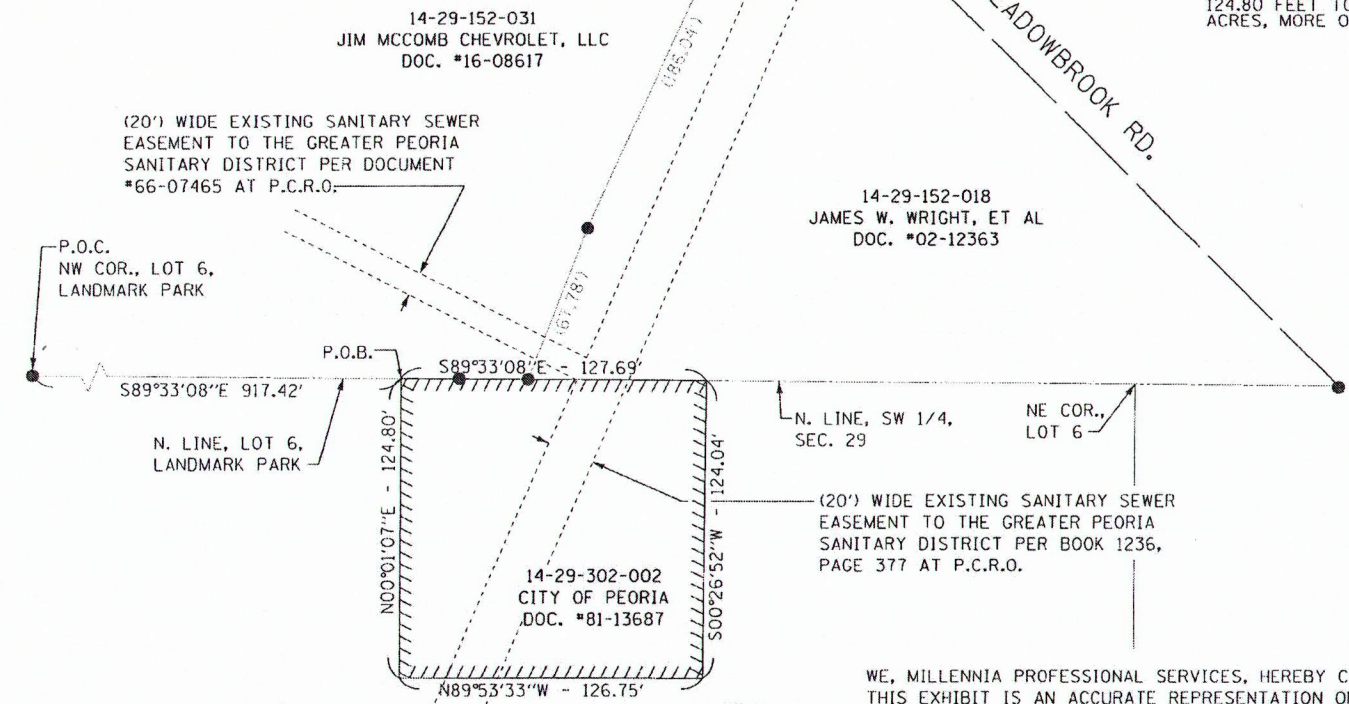 14-29-152-031
JIM MCCOMB CHEVROLET, LLC
DOC. #16-08617
(186.04')
EADOWBROOK RD.
124.80 FEET TO
ACRES, MORE O
(20') WIDE EXISTING SANITARY SEWER
EASEMENT TO THE GREATER PEORIA
SANITARY DISTRICT PER DOCUMENT
#66-07465 AT P.C.R.O.
14-29-152-018
JAMES W. WRIGHT, ET AL
DOC. #02-12363
P.O.C.
NW COR., LOT 6,
LANDMARK PARK
(67.78')
P.O.B.
S89°33'08"E - 127.69'
S89°33'08"E 917.42'
N. LINE, LOT 6,
LANDMARK PARK
N. LINE, SW 1/4,
SEC. 29
NE COR.,
LOT 6
N00°01'07"E - 124.80'
S00°26'52"W - 124.04'
(20') WIDE EXISTING SANITARY SEWER
EASEMENT TO THE GREATER PEORIA
SANITARY DISTRICT PER BOOK 1236,
PAGE 377 AT P.C.R.O.
14-29-302-002
CITY OF PEORIA
DOC. #81-13687
N89°53'33"W - 126.75'
WE, MILLENNIA PROFESSIONAL SERVICES, HEREBY C
THIS EXHIBIT IS AN ACCURATE REPRESENTATION O